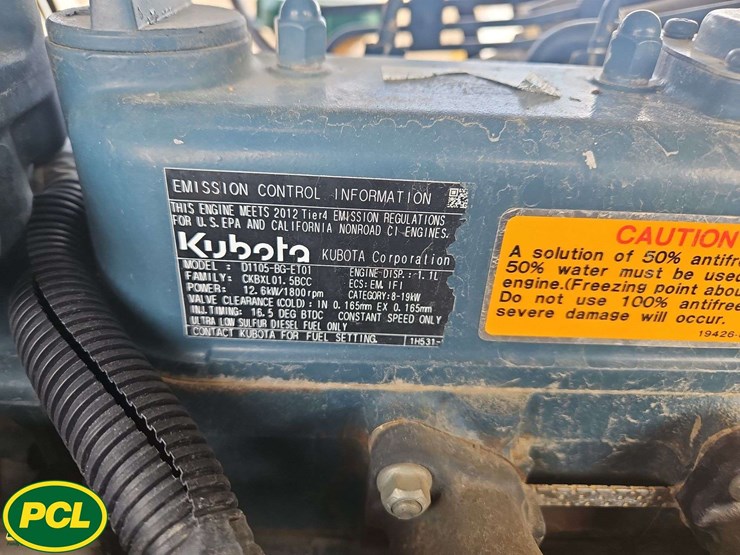 EMISSION CONTROL INFORMATION
THIS ENGINE MEETS 2012 Tier4 EMISSION REGULATIONS
FOR U.S.EPA AND CALIFORNIA NONROAD CI ENGINES.
Kubota KUBOTA Corporation
MODEL : D1105-BG-ET01 ENGINE DISP.: 1.1L
FAMILY: CKBXL01.5BCC ECS: EM, IFI
POWER: 12.6kW/1800rpm CATEGORY: 8-19kW
VALVE CLEARANCE (COLD) : IN 0.165mm EX 0.165mm
INJ. TIMING: 16.5 DEG BTDC CONSTANT SPEED ONLY
ULTRA LOW SULFUR DIESEL FUEL ONLY
CONTACT KUBOTA FOR FUEL SETTING. 1H531-
CAUTION
A solution of 50% antifr
50% water must be used
engine.(Freezing point abou
Do not use 100% antifree
severe damage will occur.
19426-
PCL